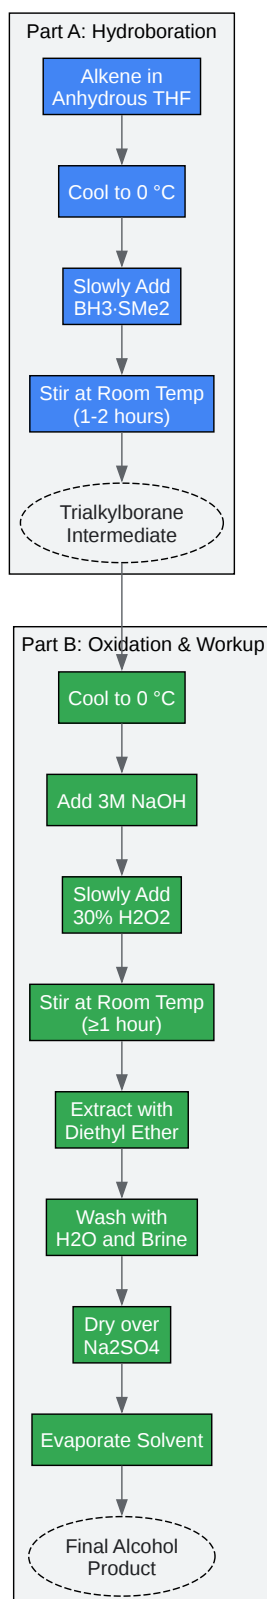 Part A: Hydroboration
Alkene in
Anhydrous THF
Cool to 0 °C
Slowly Add
BH3·SMe2
Stir at Room Temp
(1-2 hours)
Trialkylborane
Intermediate
Part B: Oxidation & Workup
Cool to 0 °C
Add 3M NaOH
Slowly Add
30% H2O2
Stir at Room Temp
(≥1 hour)
Extract with
Diethyl Ether
Wash with
H2O and Brine
Dry over
Na2SO4
Evaporate Solvent
Final Alcohol
Product